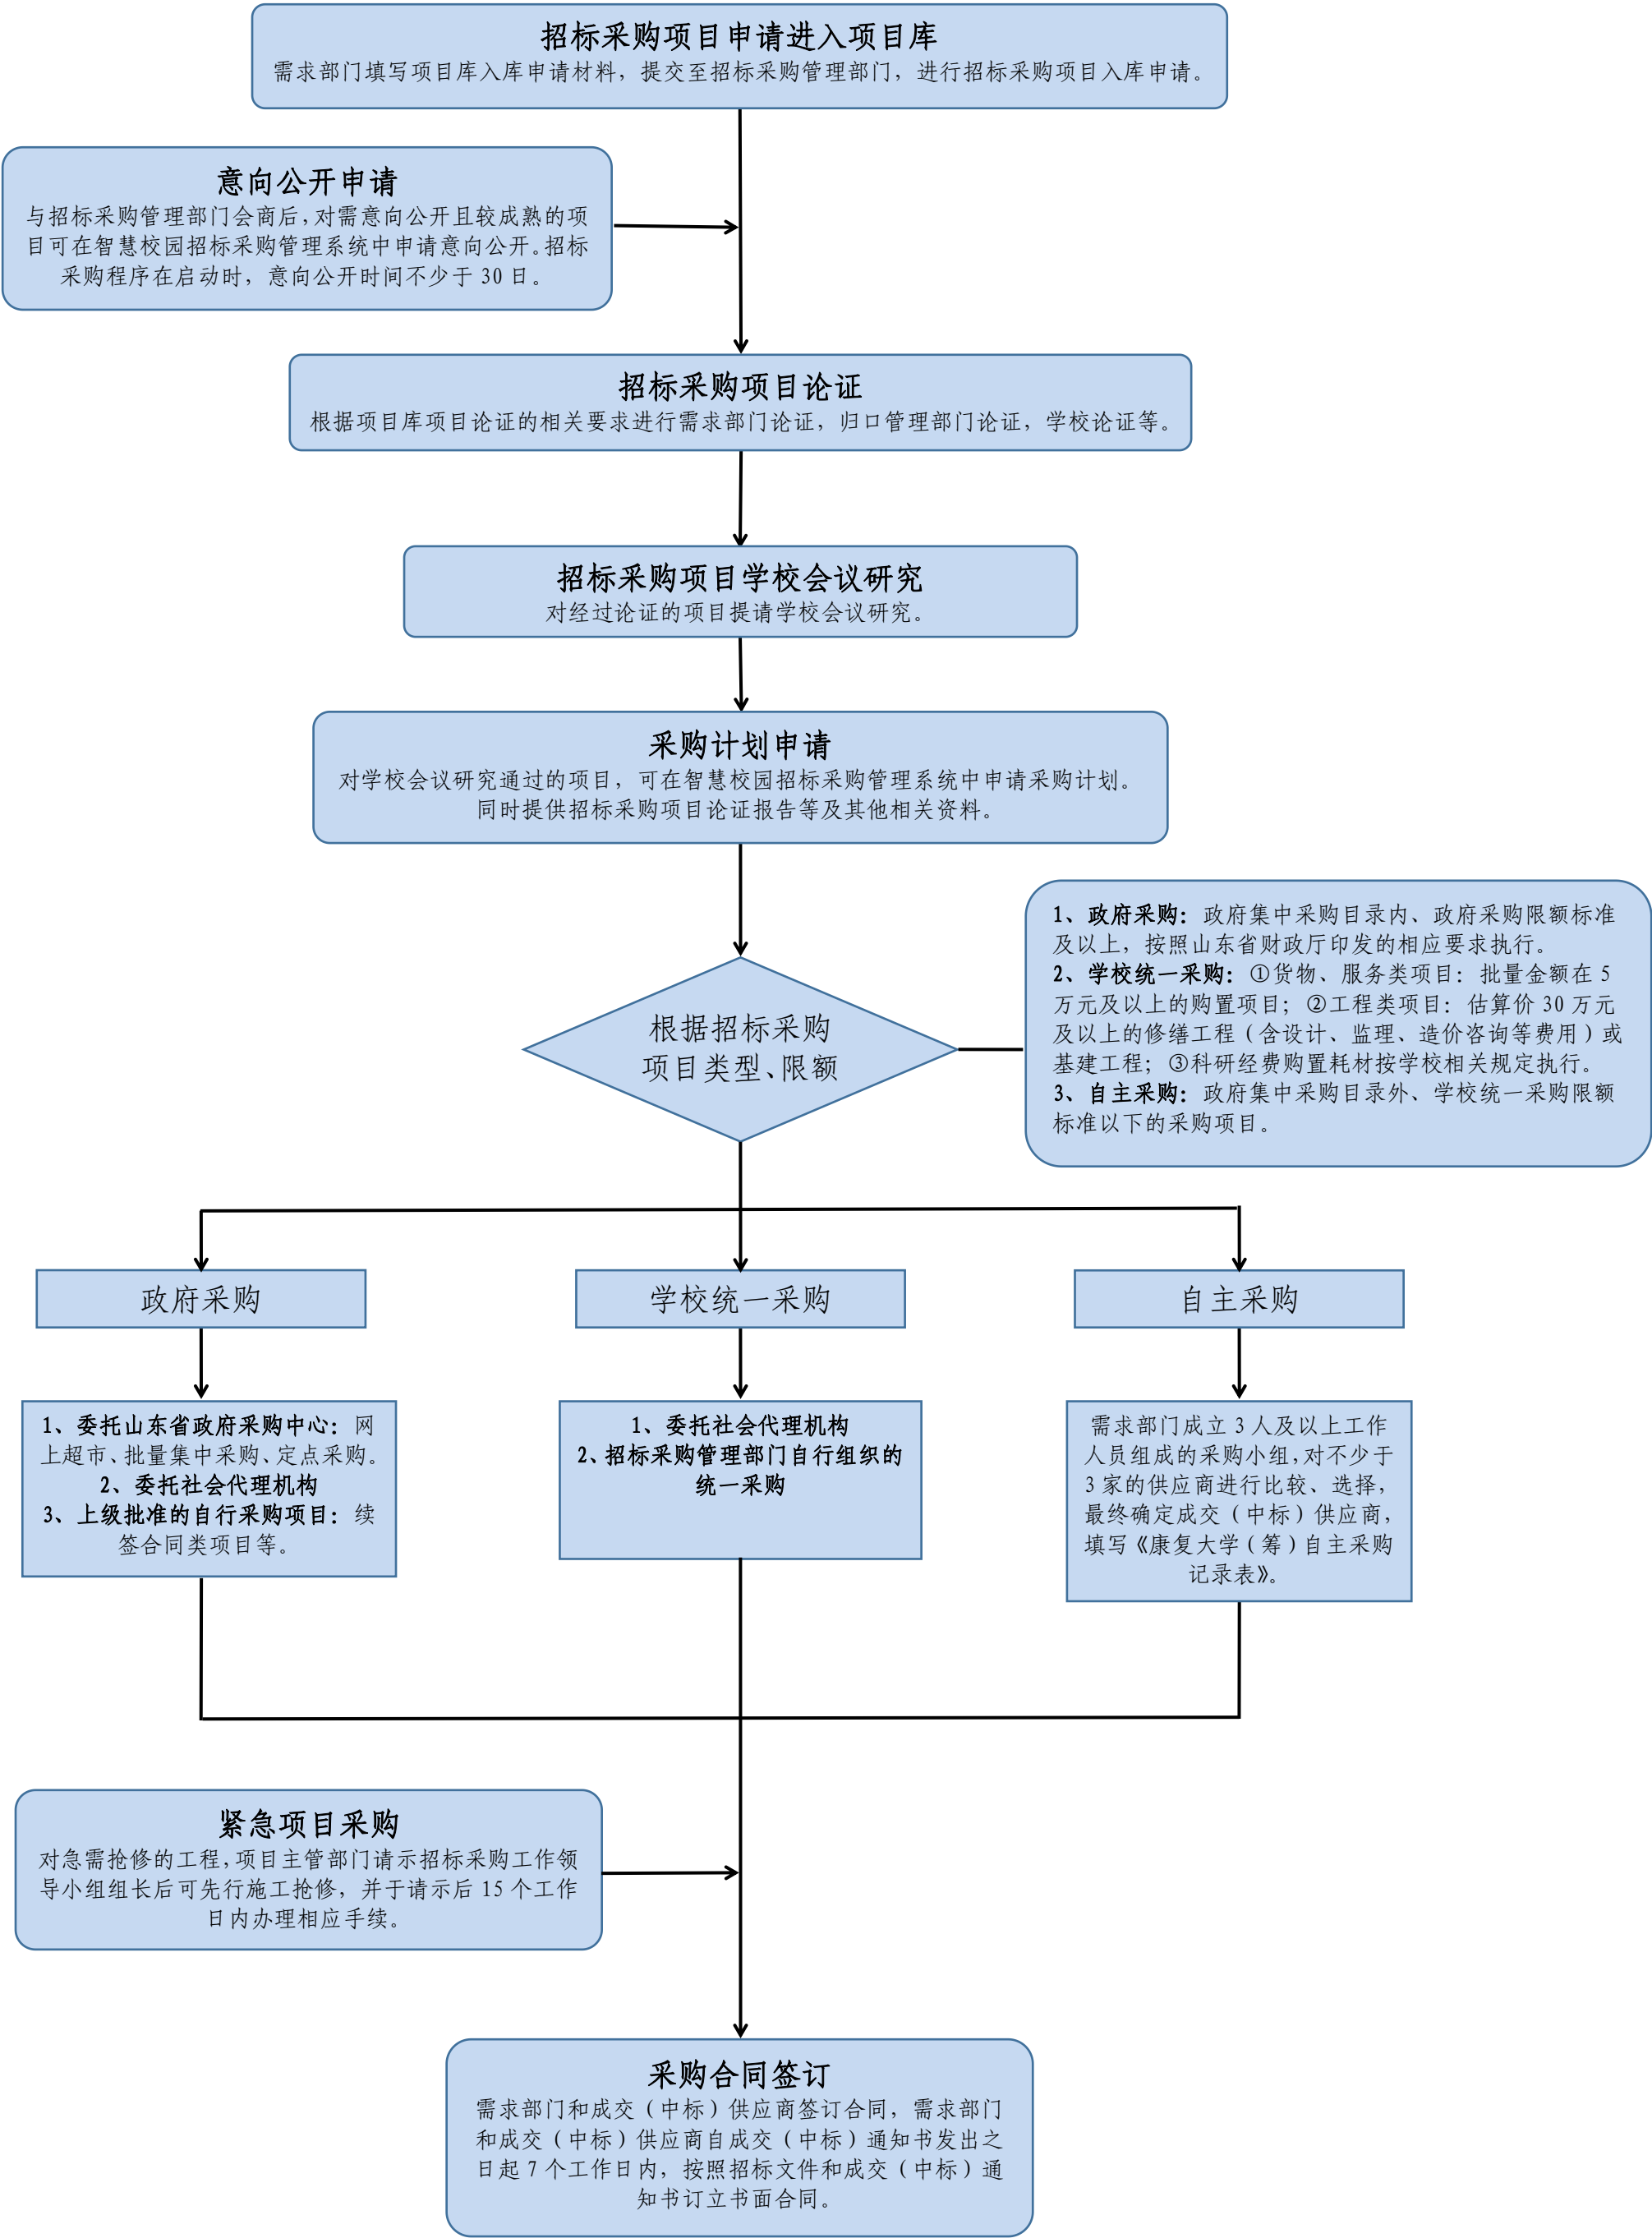 招标采购项目申请进入项目库
需求部门填写项目库入库申请材料，提交至招标采购管理部门，进行招标采购项目入库申请。
意向公开申请
与招标采购管理部门会商后，对需意向公开且较成熟的项
目可在智慧校园招标采购管理系统中申请意向公开。招标
采购程序在启动时，意向公开时间不少于 30 日。
招标采购项目论证
根据项目库项目论证的相关要求进行需求部门论证，归口管理部门论证，学校论证等。
招标采购项目学校会议研究
对经过论证的项目提请学校会议研究。
采购计划申请
对学校会议研究通过的项目，可在智慧校园招标采购管理系统中申请采购计划。
同时提供招标采购项目论证报告等及其他相关资料。
根据招标采购
项目类型、限额
1、政府采购：政府集中采购目录内、政府采购限额标准
及以上，按照山东省财政厅印发的相应要求执行。
2、学校统一采购：①货物、服务类项目：批量金额在 5
万元及以上的购置项目；②工程类项目：估算价 30 万元
及以上的修缮工程（含设计、监理、造价咨询等费用）或
基建工程；③科研经费购置耗材按学校相关规定执行。
3、自主采购：政府集中采购目录外、学校统一采购限额
标准以下的采购项目。
政府采购
学校统一采购
自主采购
1、委托山东省政府采购中心：网
上超市、批量集中采购、定点采购。
2、委托社会代理机构
3、上级批准的自行采购项目：续
签合同类项目等。
1、委托社会代理机构
2、招标采购管理部门自行组织的
统一采购
需求部门成立 3 人及以上工作
人员组成的采购小组，对不少于
3 家的供应商进行比较、选择，
最终确定成交（中标）供应商，
填写《康复大学（筹）自主采购
记录表》。
紧急项目采购
对急需抢修的工程，项目主管部门请示招标采购工作领
导小组组长后可先行施工抢修，并于请示后 15 个工作
日内办理相应手续。
采购合同签订
需求部门和成交（中标）供应商签订合同，需求部门
和成交（中标）供应商自成交（中标）通知书发出之
日起 7 个工作日内，按照招标文件和成交（中标）通
知书订立书面合同。